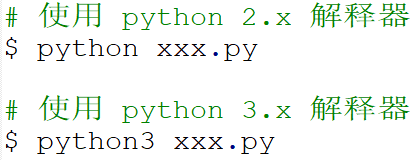 # 使用 python 2.x 解释器
$ python xxx.py
# 使用 python 3.x 解释器
$ python3 xxx.py